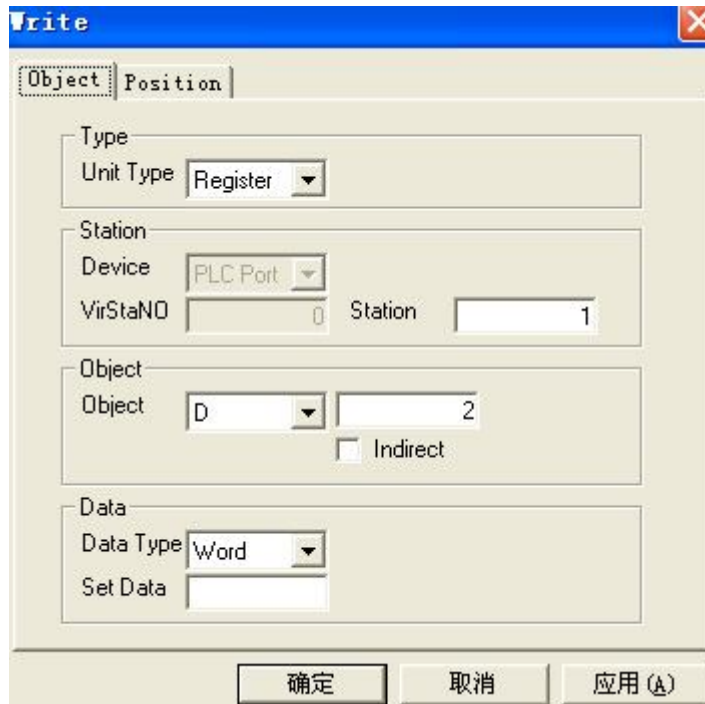 Write
Object Position
Type
Unit Type Register
Station
Device PLC Port
VirStaNO 0 Station 1
Object
Object D 2
Indirect
Data
Data Type Word
Set Data
确定 取消 应用(A)